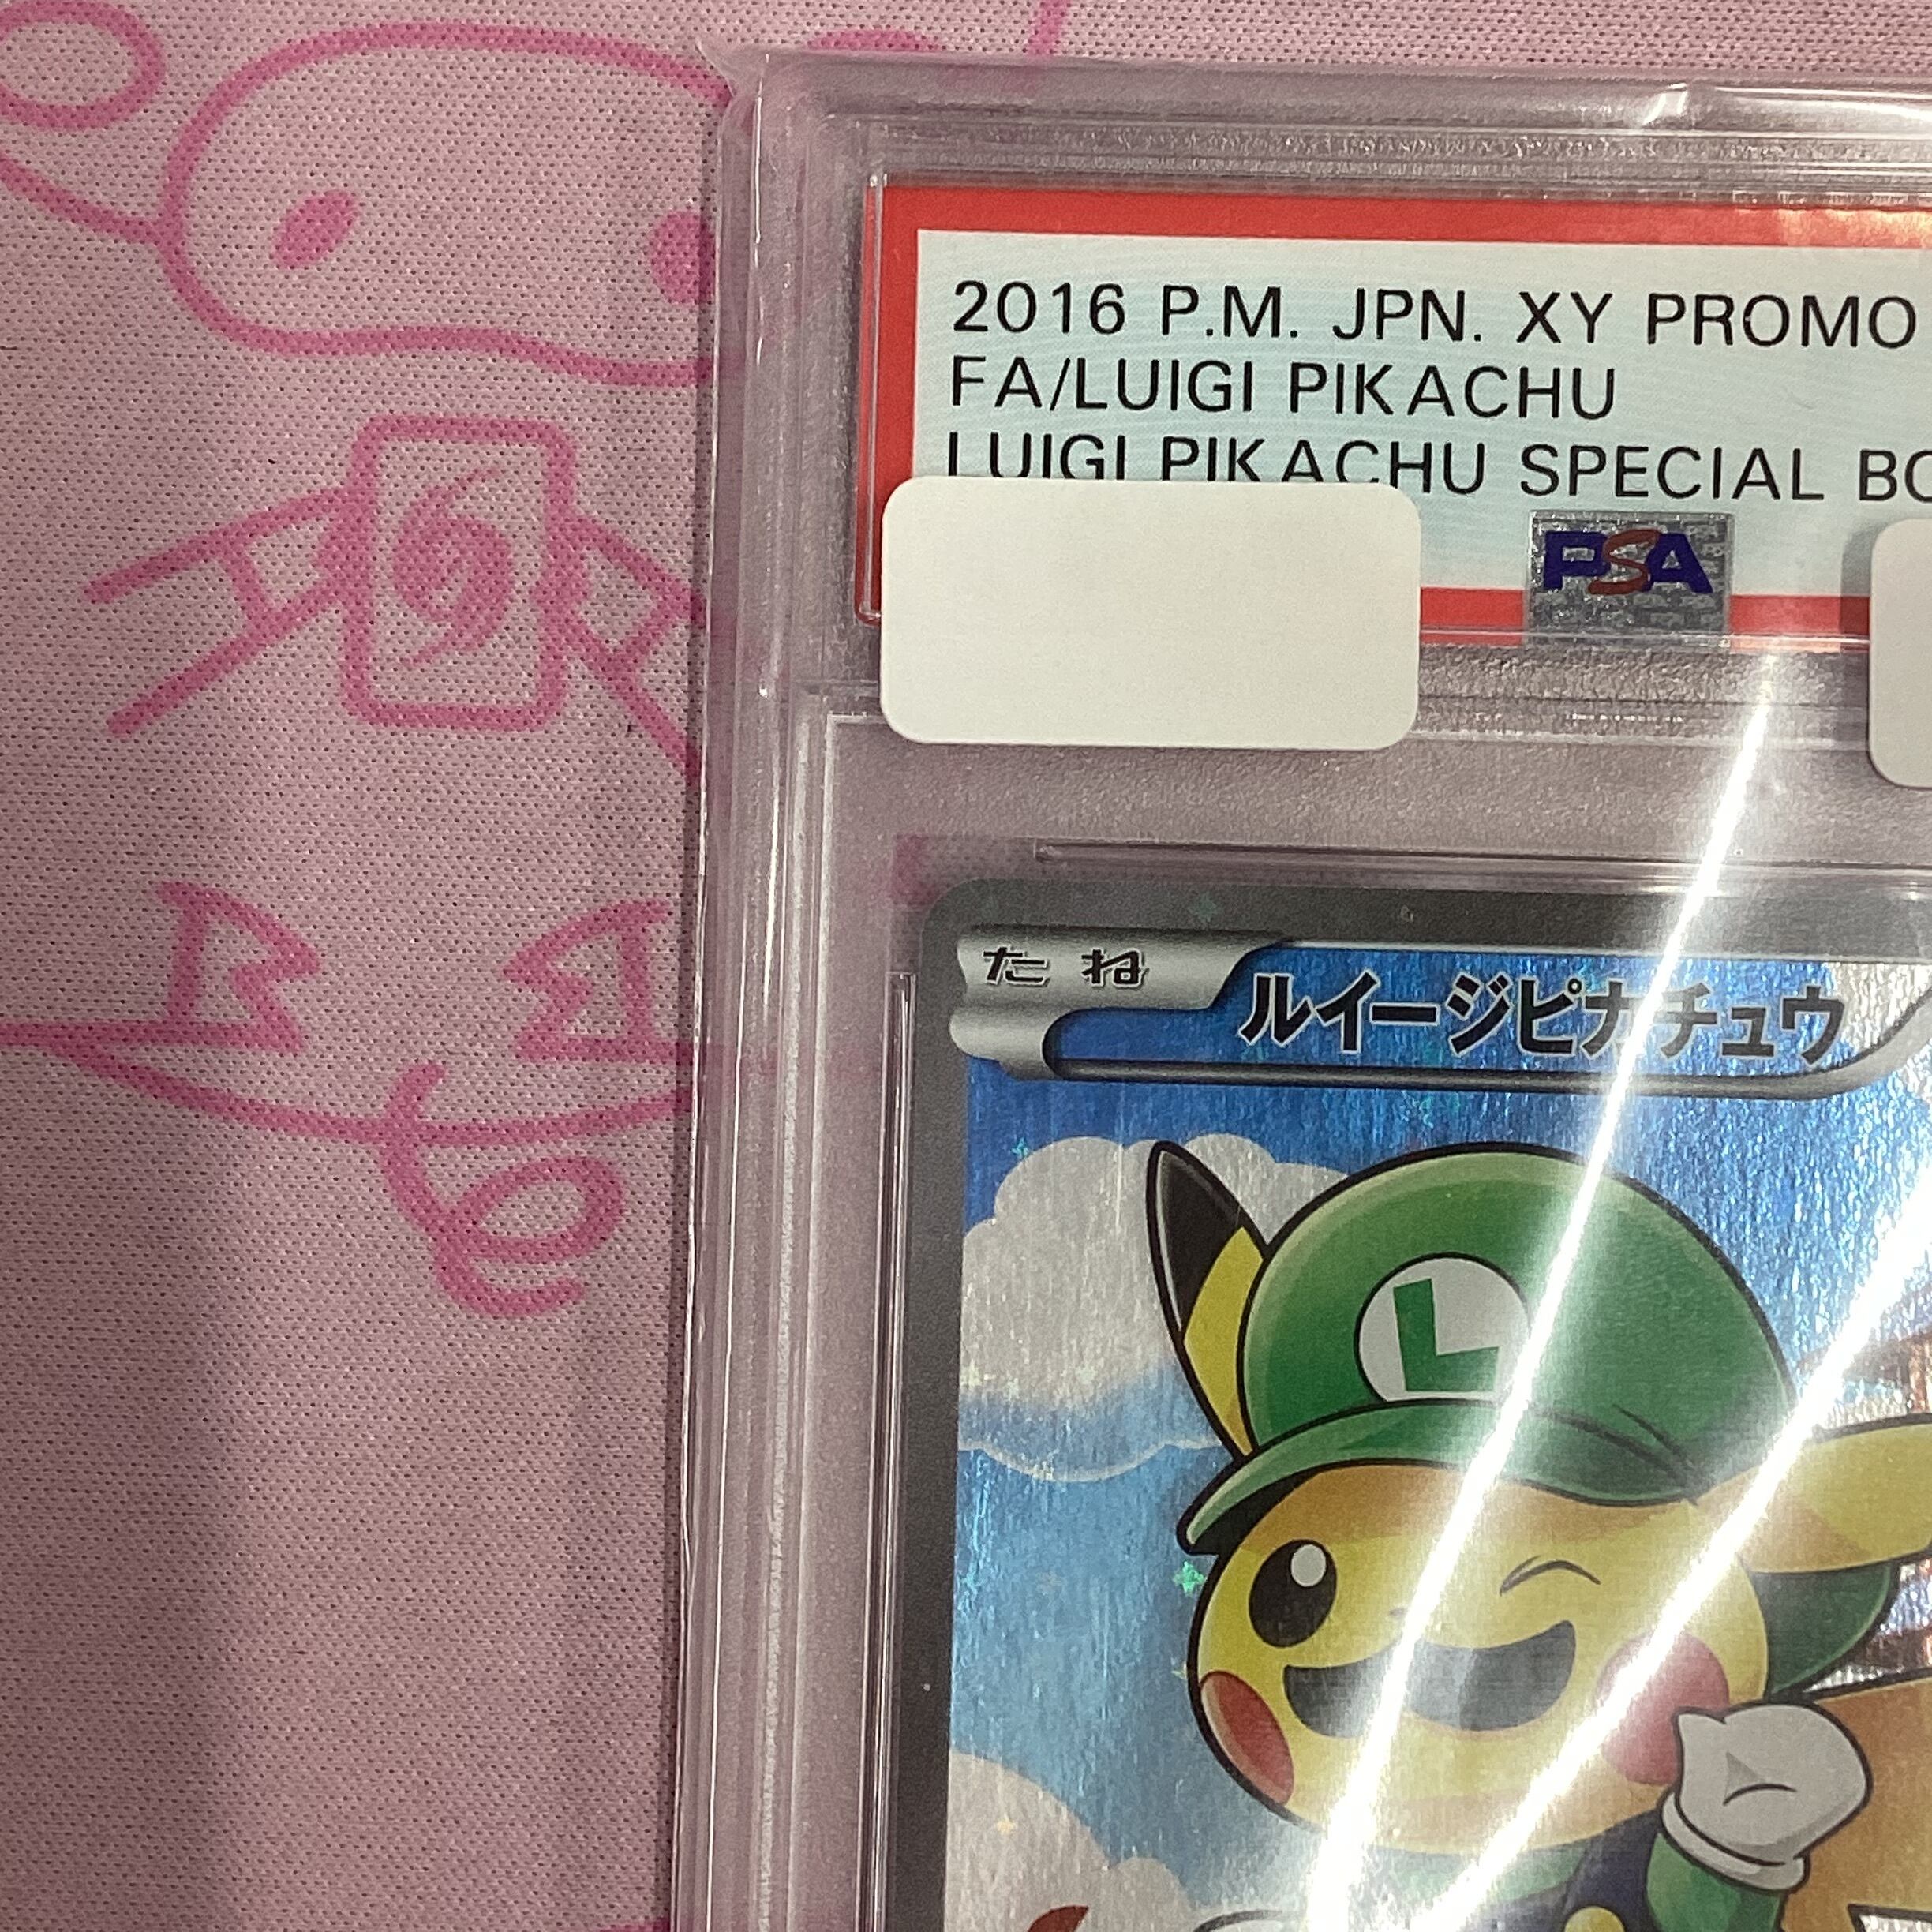 2016 P.M. JPN. XY PROMO
FA/LUIGI PIKACHU
LUIGI PIKACHU SPECIAL BO
PSA
たね
ルイージピカチュウ
L